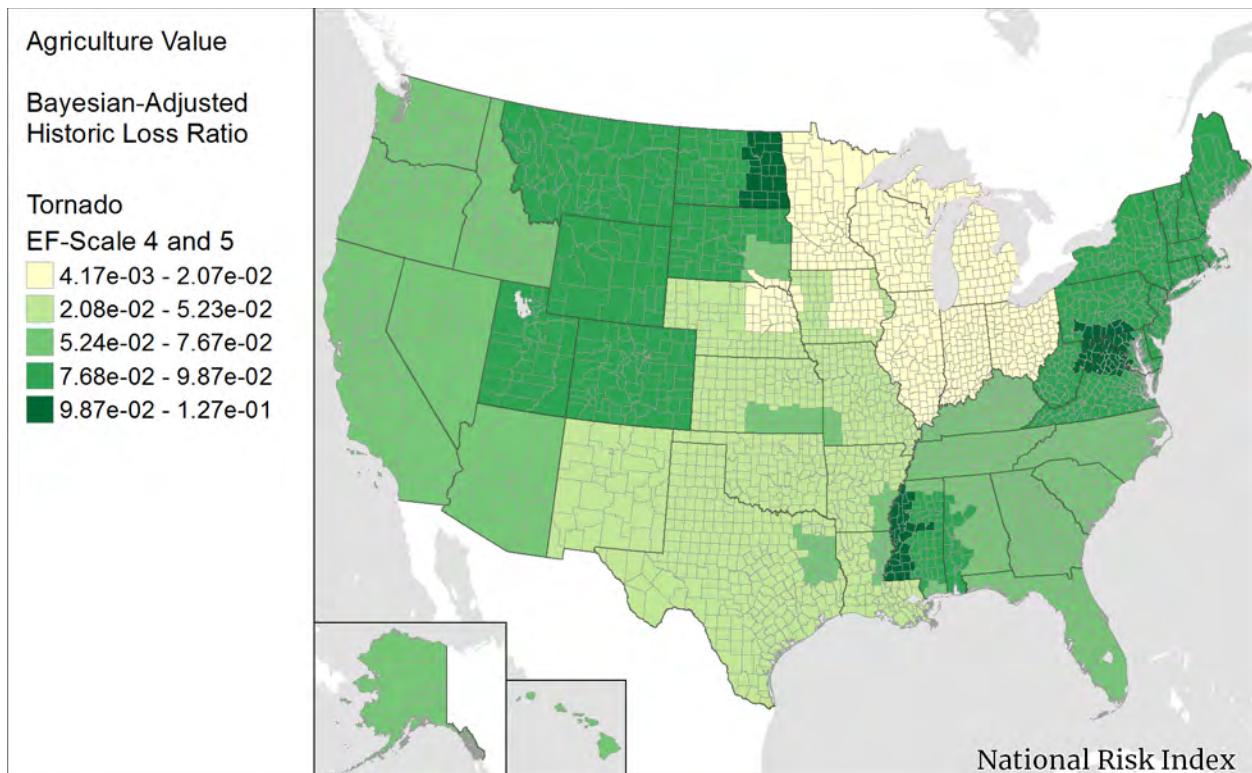 Agriculture Value
Bayesian-Adjusted
Historic Loss Ratio
Tornado
EF-Scale 4 and 5
4.17e-03 - 2.07e-02
2.08e-02 - 5.23e-02
5.24e-02 - 7.67e-02
7.68e-02 - 9.87e-02
9.87e-02 - 1.27e-01
National Risk Index